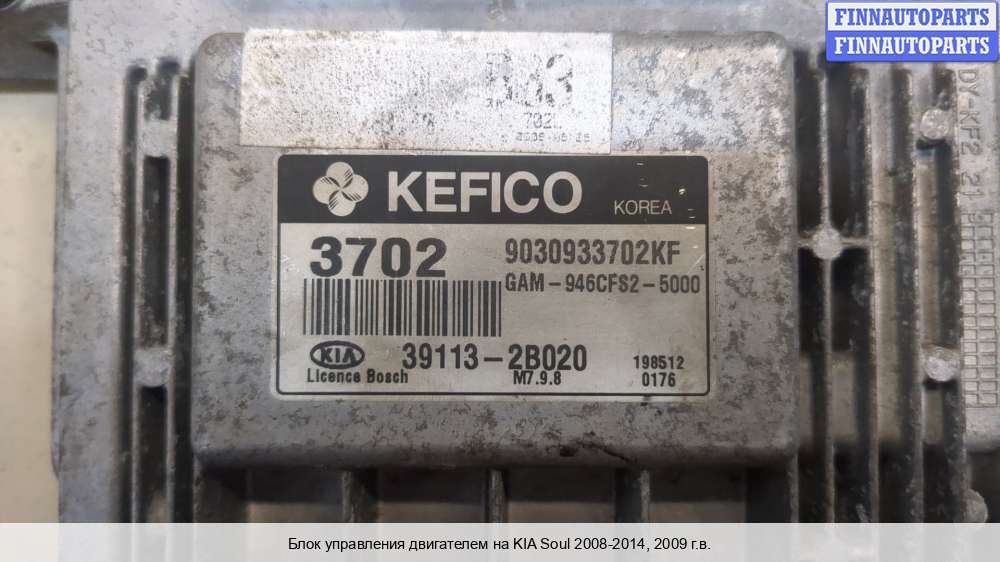 FINNAUTOPARTS
FINNAUTOPARTS
KEFICO
KOREA
3702
9030933702KF
GAM-946CFS2-5000
KIA
39113-2B020
198512
Licence Bosch
M7.9.8
0176
Блок управления двигателем на KIA Soul 2008-2014, 2009 г.в.